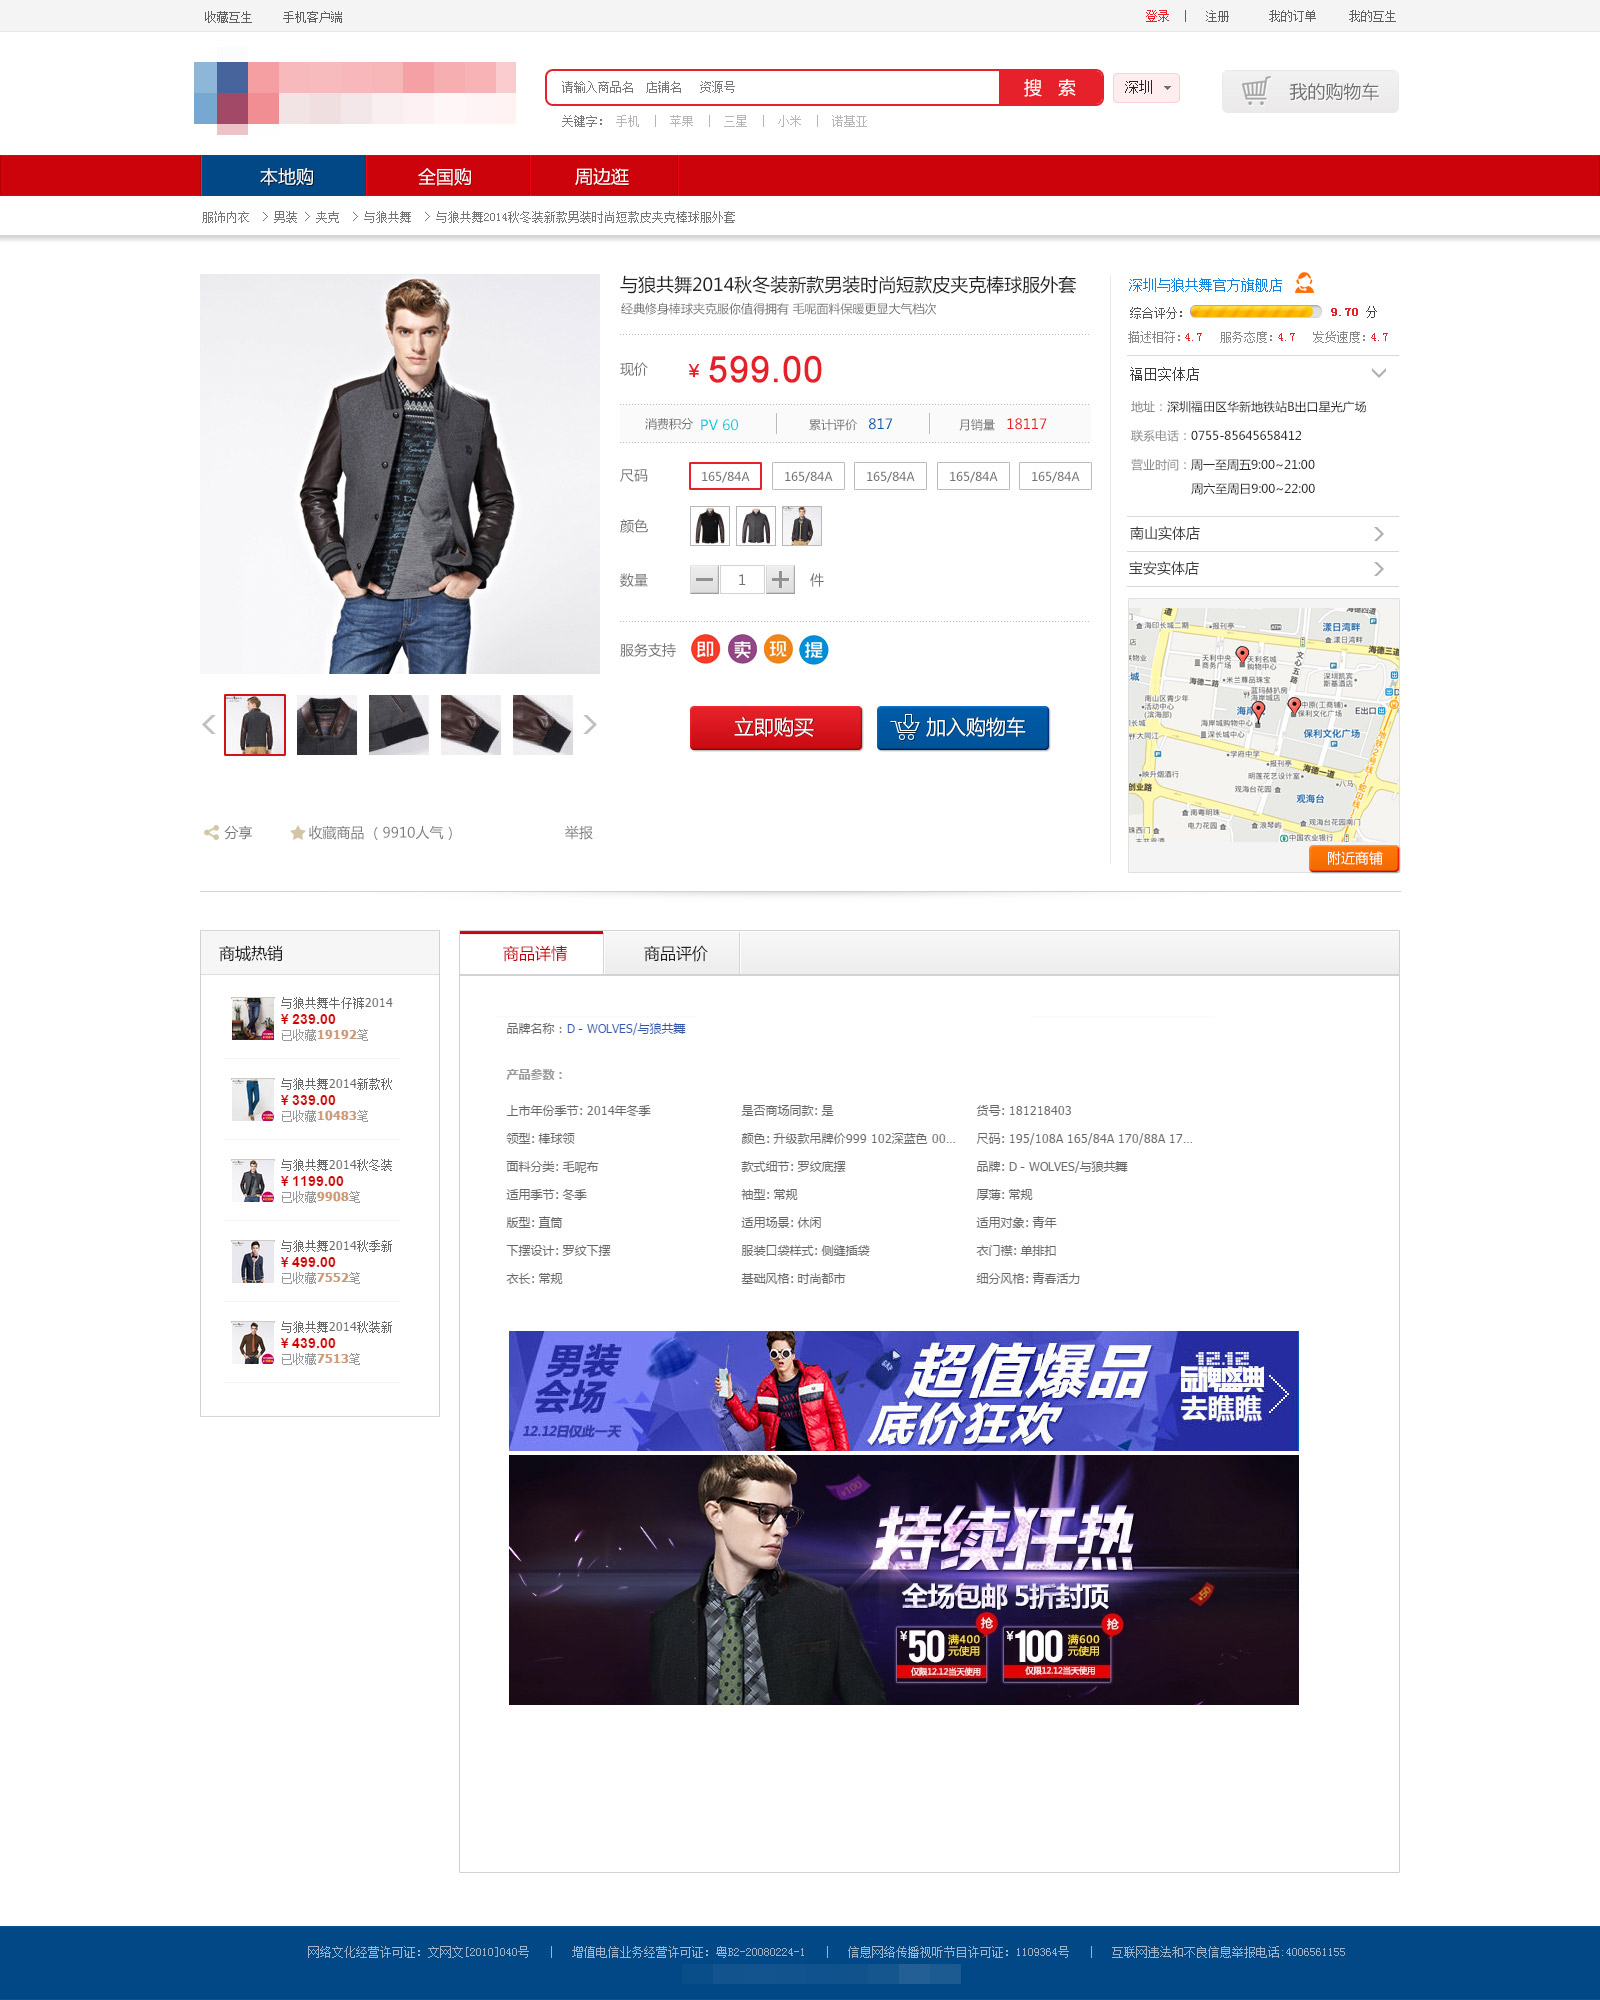 收藏互生 手机客户端 登录 | 注册 我的订单 我的互生
请输入商品名 店铺名 资源号 搜 索 深圳 我的购物车
关键字: 手机 | 苹果 | 三星 | 小米 | 诺基亚
本地购 全国购 周边逛
服饰内衣 > 男装 > 夹克 > 与狼共舞 > 与狼共舞2014秋冬装新款男装时尚短款皮夹克棒球服外套
与狼共舞2014秋冬装新款男装时尚短款皮夹克棒球服外套
经典修身棒球夹克服你值得拥有 毛呢面料保暖更显大气档次
现价 ¥ 599.00
消费积分 PV 60 累计评价 817 月销量 18117
尺码 165/84A 165/84A 165/84A 165/84A 165/84A
颜色
数量 1 件
服务支持 即 卖 现 提
立即购买 加入购物车
分享 收藏商品（9910人气） 举报
深圳与狼共舞官方旗舰店
综合评分: 9.70 分
描述相符: 4.7 服务态度: 4.7 发货速度: 4.7
福田实体店
地址：深圳福田区华新地铁站B出口星光广场
联系电话：0755-85645658412
营业时间：周一至周五9:00~21:00
周六至周日9:00~22:00
南山实体店
宝安实体店
漾日湾畔
海德三道
海德二道
文心五路
保利文化广场
E出口
海德一道
创业路
观海台
附近商铺
商城热销
与狼共舞牛仔裤2014
¥ 239.00
已收藏19192笔
与狼共舞2014新款秋
¥ 339.00
已收藏10483笔
与狼共舞2014秋冬装
¥ 1199.00
已收藏9908笔
与狼共舞2014秋季新
¥ 499.00
已收藏7552笔
与狼共舞2014秋装新
¥ 439.00
已收藏7513笔
商品详情 商品评价
品牌名称：D - WOLVES/与狼共舞
产品参数：
上市年份季节: 2014年冬季 是否商场同款: 是 货号: 181218403
领型: 棒球领 颜色: 升级款吊牌价999 102深蓝色 00... 尺码: 195/108A 165/84A 170/88A 17...
面料分类: 毛呢布 款式细节: 罗纹底摆 品牌: D - WOLVES/与狼共舞
适用季节: 冬季 袖型: 常规 厚薄: 常规
版型: 直筒 适用场景: 休闲 适用对象: 青年
下摆设计: 罗纹下摆 服装口袋样式: 侧缝插袋 衣门襟: 单排扣
衣长: 常规 基础风格: 时尚都市 细分风格: 青春活力
男装
会场
12.12日仅此一天
超值爆品
底价狂欢
12.12
品牌盛典
去瞧瞧
持续狂热
全场包邮 5折封顶
¥50 满400元使用 抢 ¥100 满600元使用 抢
仅限12.12当天使用 仅限12.12当天使用
网络文化经营许可证: 文网文[2010]040号 | 增值电信业务经营许可证: 粤B2-20080224-1 | 信息网络传播视听节目许可证: 1109364号 | 互联网违法和不良信息举报电话:4006561155